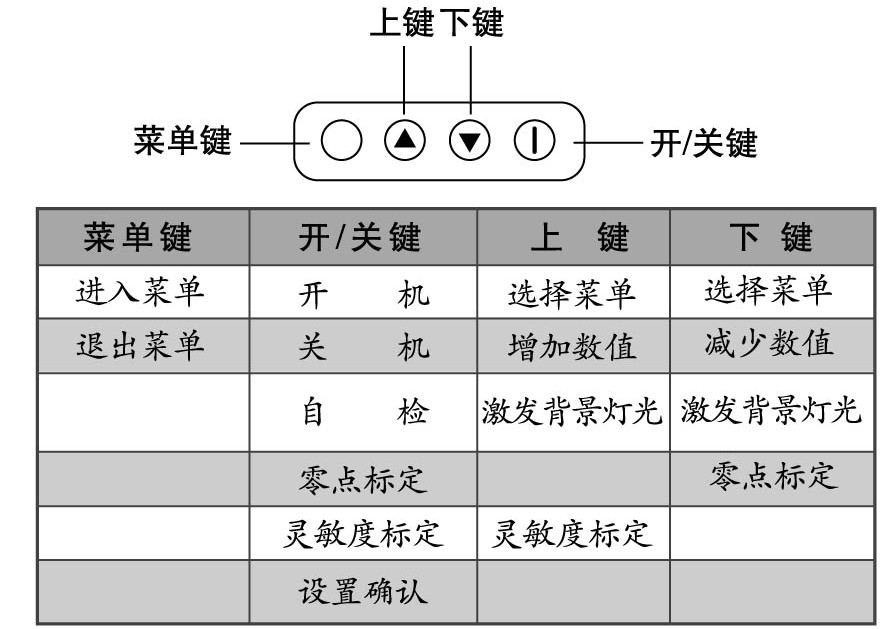 上键 下键
菜单键
开/关键
菜单键 开/关键 上 键 下 键
进入菜单 开 机 选择菜单 选择菜单
退出菜单 关 机 增加数值 减少数值
自 检 激发背景灯光 激发背景灯光
零点标定 零点标定
灵敏度标定 灵敏度标定
设置确认